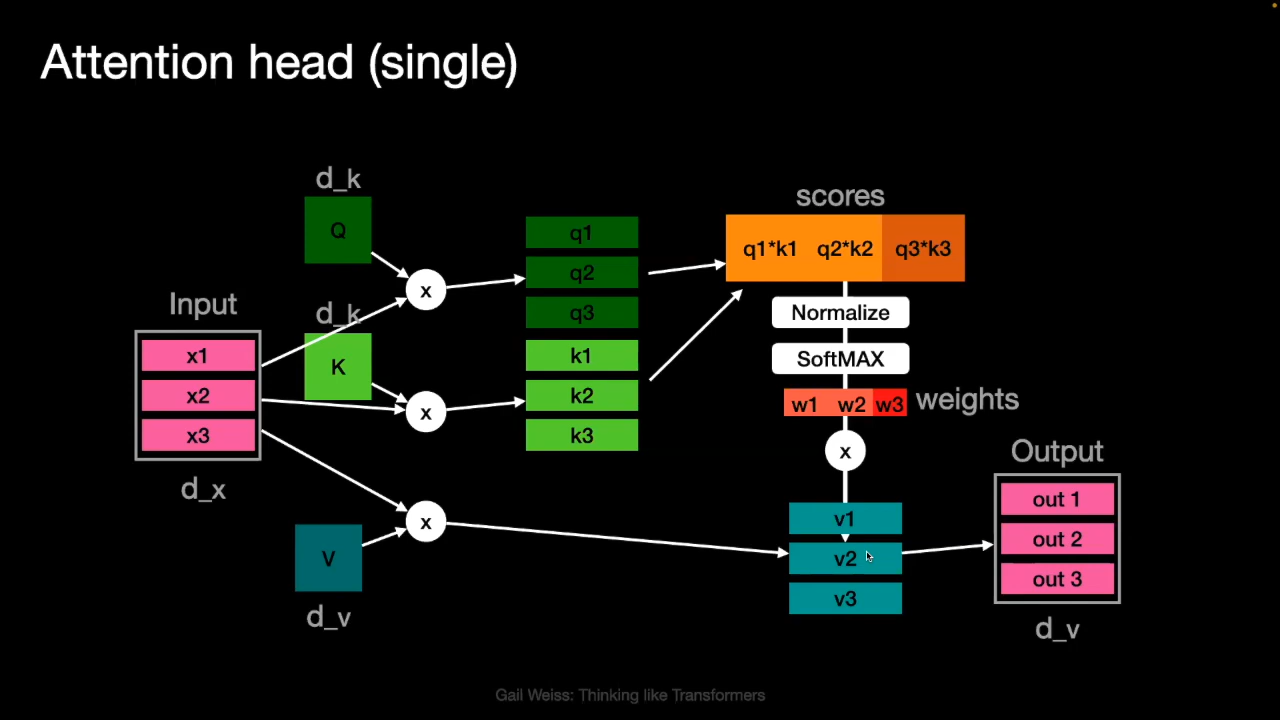 Attention head (single)
d_k
Q
x
d_k
K
x
Input
x1
x2
x3
d_x
V
d_v
x
q1
q2
q3
k1
k2
k3
scores
q1*k1 q2*k2 q3*k3
Normalize
SoftMAX
w1 w2 w3 weights
x
v1
v2
v3
Output
out 1
out 2
out 3
d_v
Gail Weiss: Thinking like Transformers